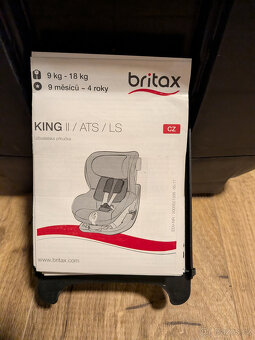 9 kg - 18 kg
britax
9 měsíců – 4 roky
KING II / ATS / LS
CZ
uživatelská příručka
www.britax.com